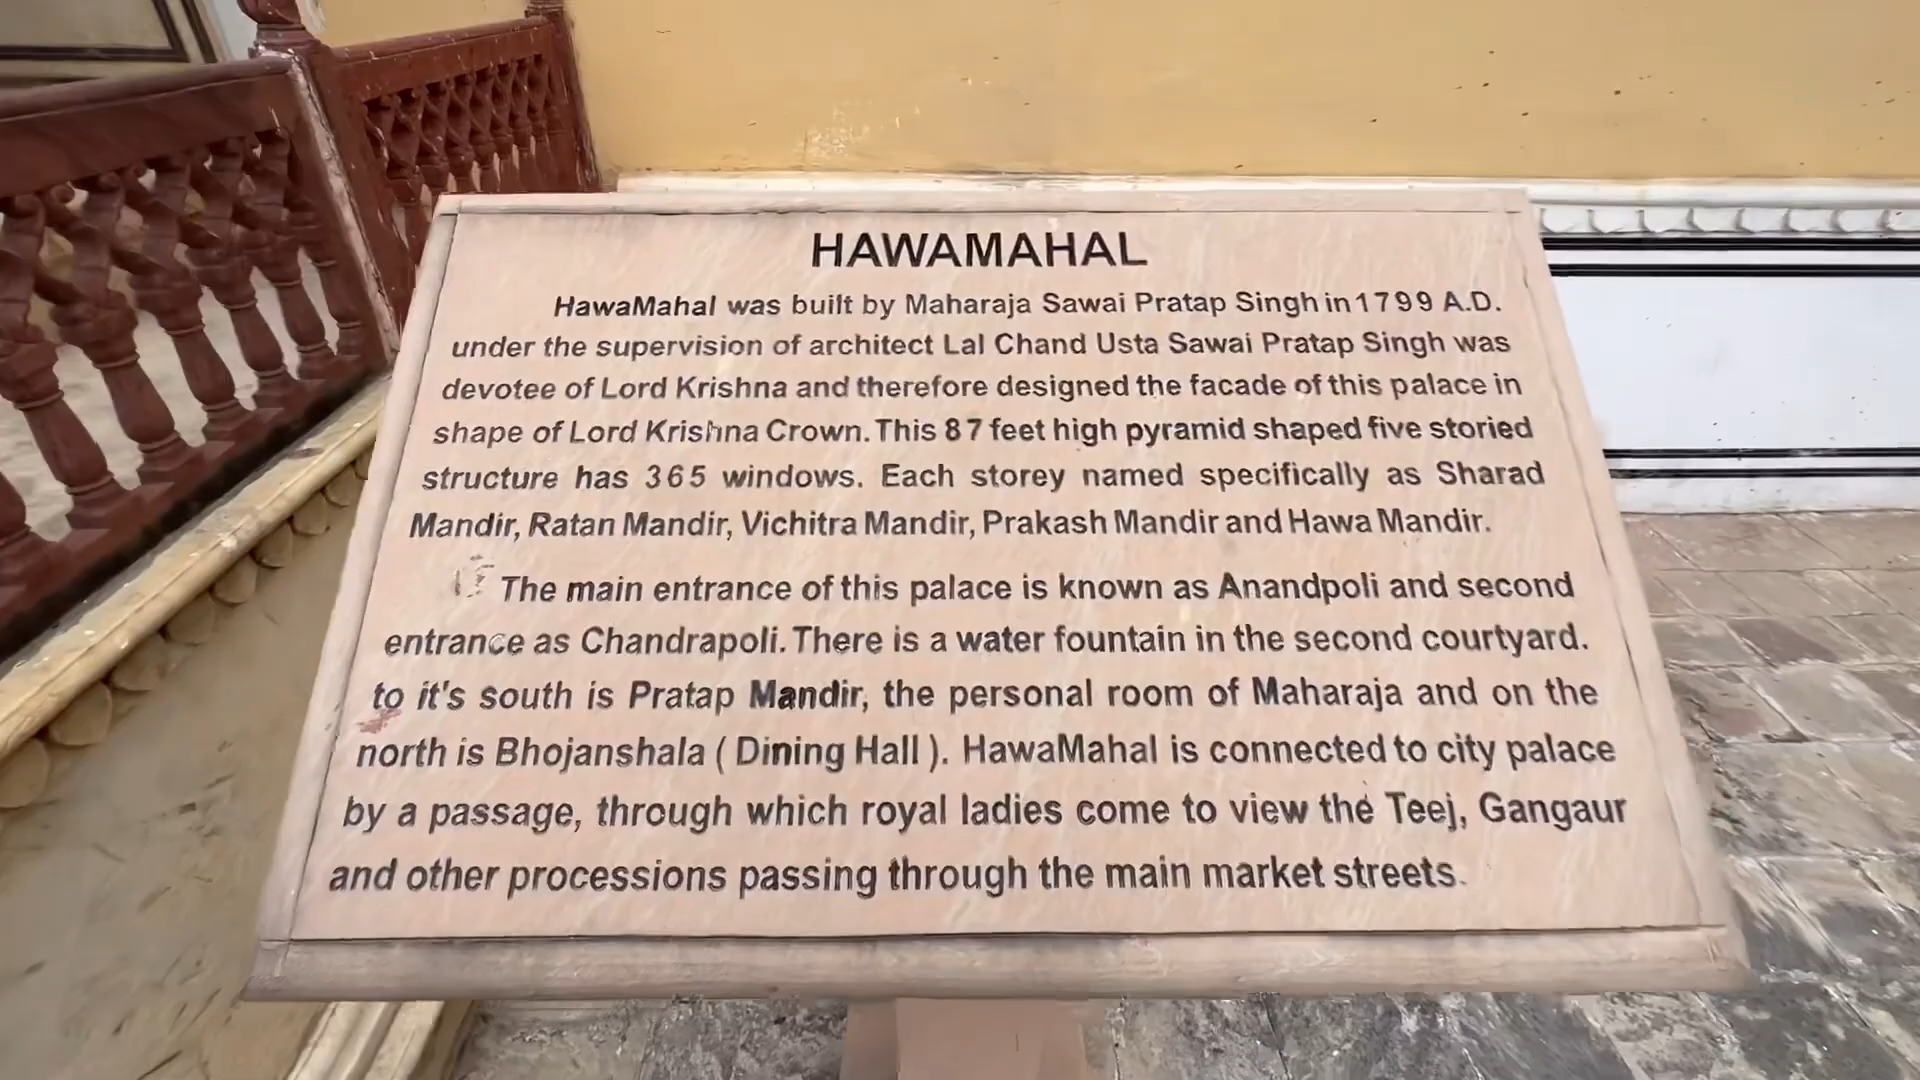 HAWAMAHAL
HawaMahal was built by Maharaja Sawai Pratap Singh in 1799 A.D.
under the supervision of architect Lal Chand Usta Sawai Pratap Singh was
devotee of Lord Krishna and therefore designed the facade of this palace in
shape of Lord Krishna Crown. This 87 feet high pyramid shaped five storied
structure has 365 windows. Each storey named specifically as Sharad
Mandir, Ratan Mandir, Vichitra Mandir, Prakash Mandir and Hawa Mandir.
The main entrance of this palace is known as Anandpoli and second
entrance as Chandrapoli. There is a water fountain in the second courtyard.
to it's south is Pratap Mandir, the personal room of Maharaja and on the
north is Bhojanshala ( Dining Hall ). HawaMahal is connected to city palace
by a passage, through which royal ladies come to view the Teej, Gangaur
and other processions passing through the main market streets.